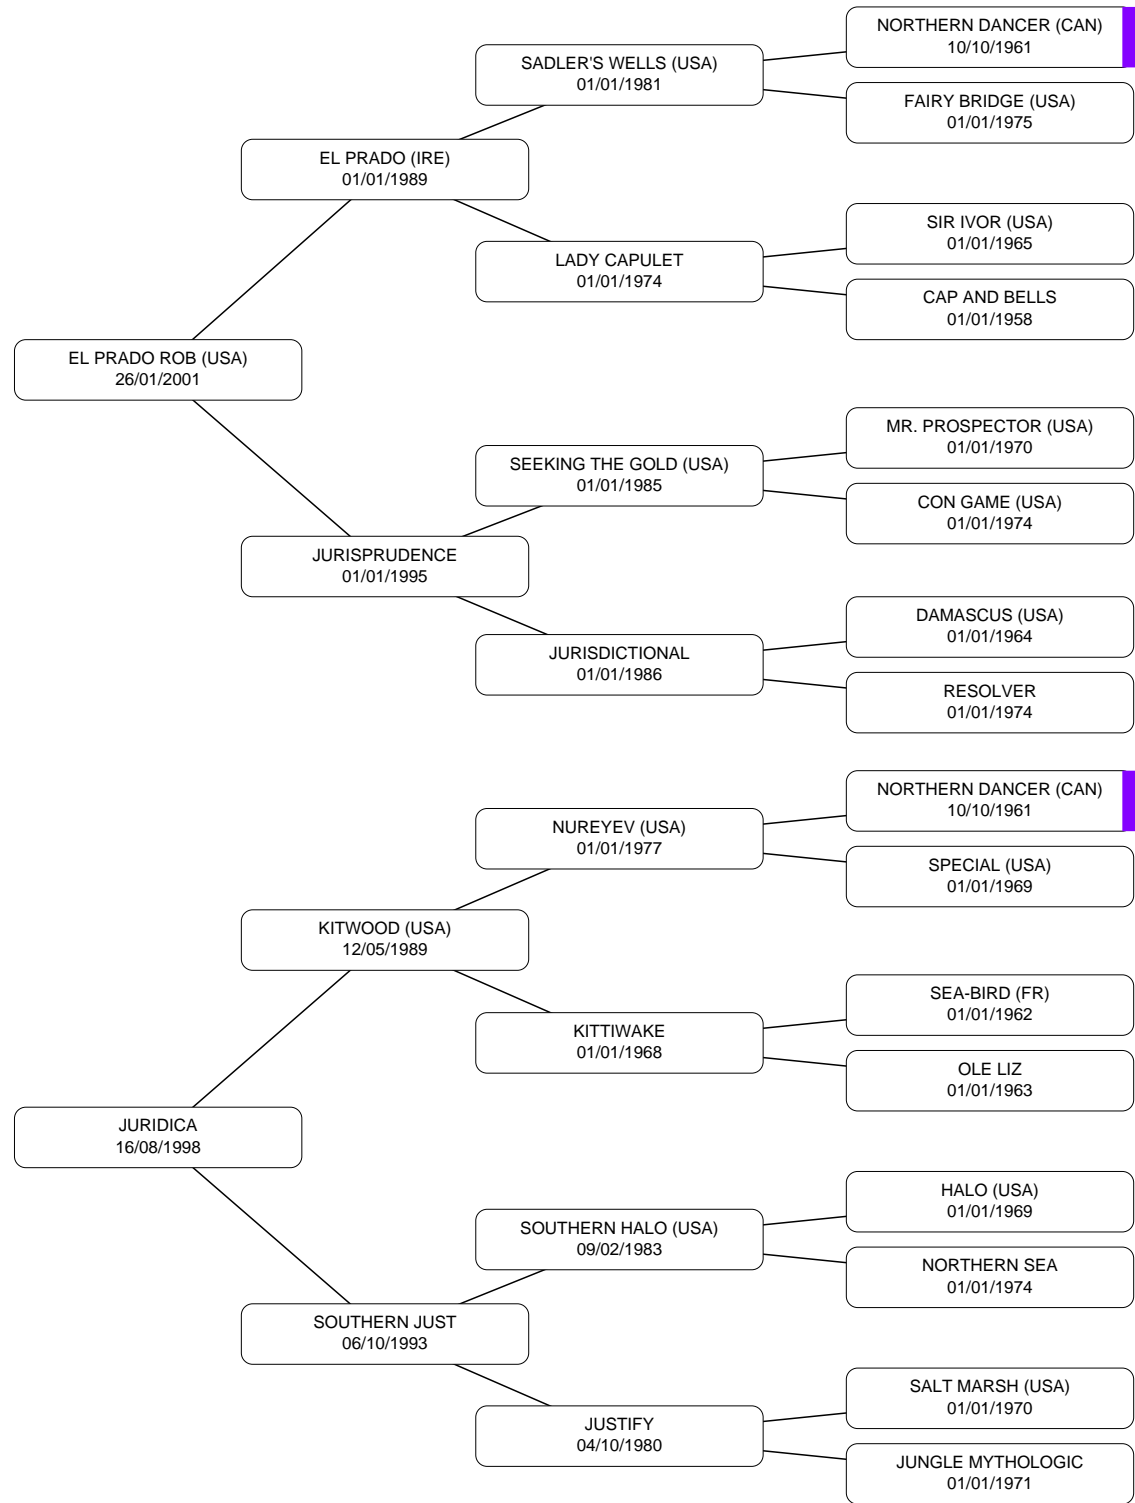 NORTHERN DANCER (CAN)
10/10/1961
SADLER'S WELLS (USA)
01/01/1981
FAIRY BRIDGE (USA)
01/01/1975
EL PRADO (IRE)
01/01/1989
SIR IVOR (USA)
01/01/1965
LADY CAPULET
01/01/1974
CAP AND BELLS
01/01/1958
EL PRADO ROB (USA)
26/01/2001
MR. PROSPECTOR (USA)
01/01/1970
SEEKING THE GOLD (USA)
01/01/1985
CON GAME (USA)
01/01/1974
JURISPRUDENCE
01/01/1995
DAMASCUS (USA)
01/01/1964
JURISDICTIONAL
01/01/1986
RESOLVER
01/01/1974
NORTHERN DANCER (CAN)
10/10/1961
NUREYEV (USA)
01/01/1977
SPECIAL (USA)
01/01/1969
KITWOOD (USA)
12/05/1989
SEA-BIRD (FR)
01/01/1962
KITTIWAKE
01/01/1968
OLE LIZ
01/01/1963
JURIDICA
16/08/1998
HALO (USA)
01/01/1969
SOUTHERN HALO (USA)
09/02/1983
NORTHERN SEA
01/01/1974
SOUTHERN JUST
06/10/1993
SALT MARSH (USA)
01/01/1970
JUSTIFY
04/10/1980
JUNGLE MYTHOLOGIC
01/01/1971